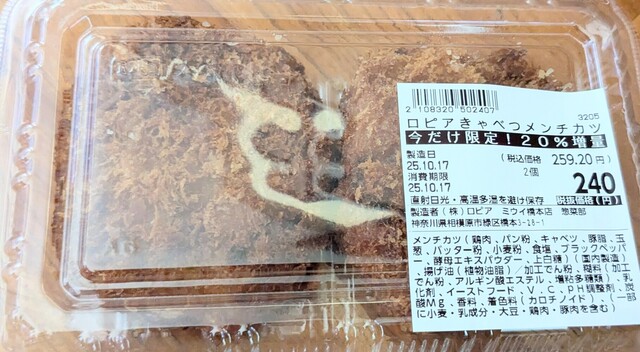 2108320502407
3205
ロピアきゃべつメンチカツ
今だけ限定！20％増量
製造日
25.10.17
(税込価格 259.20円)
消費期限
2個
25.10.17
240
直射日光・高温多湿を避け保存 税抜価格(円)
製造者(株)ロピア ミウイ橋本店 惣菜部
神奈川県相模原市緑区橋本3-28-1
メンチカツ(鶏肉、パン粉、キャベツ、豚脂、玉
葱、バッター粉、小麦粉、食塩、ブラックペッパ
ー、酵母エキスパウダー、上白糖)(国内製造)
、揚げ油(植物油脂)/加工でん粉、糊料(加工
でん粉、アルギン酸エステル、増粘多糖類)、乳
化剤、イーストフード、V.C、PH調整剤、炭
酸Mg、香料、着色料(カロチノイド)、(一部
に小麦・乳成分・大豆・鶏肉・豚肉を含む)